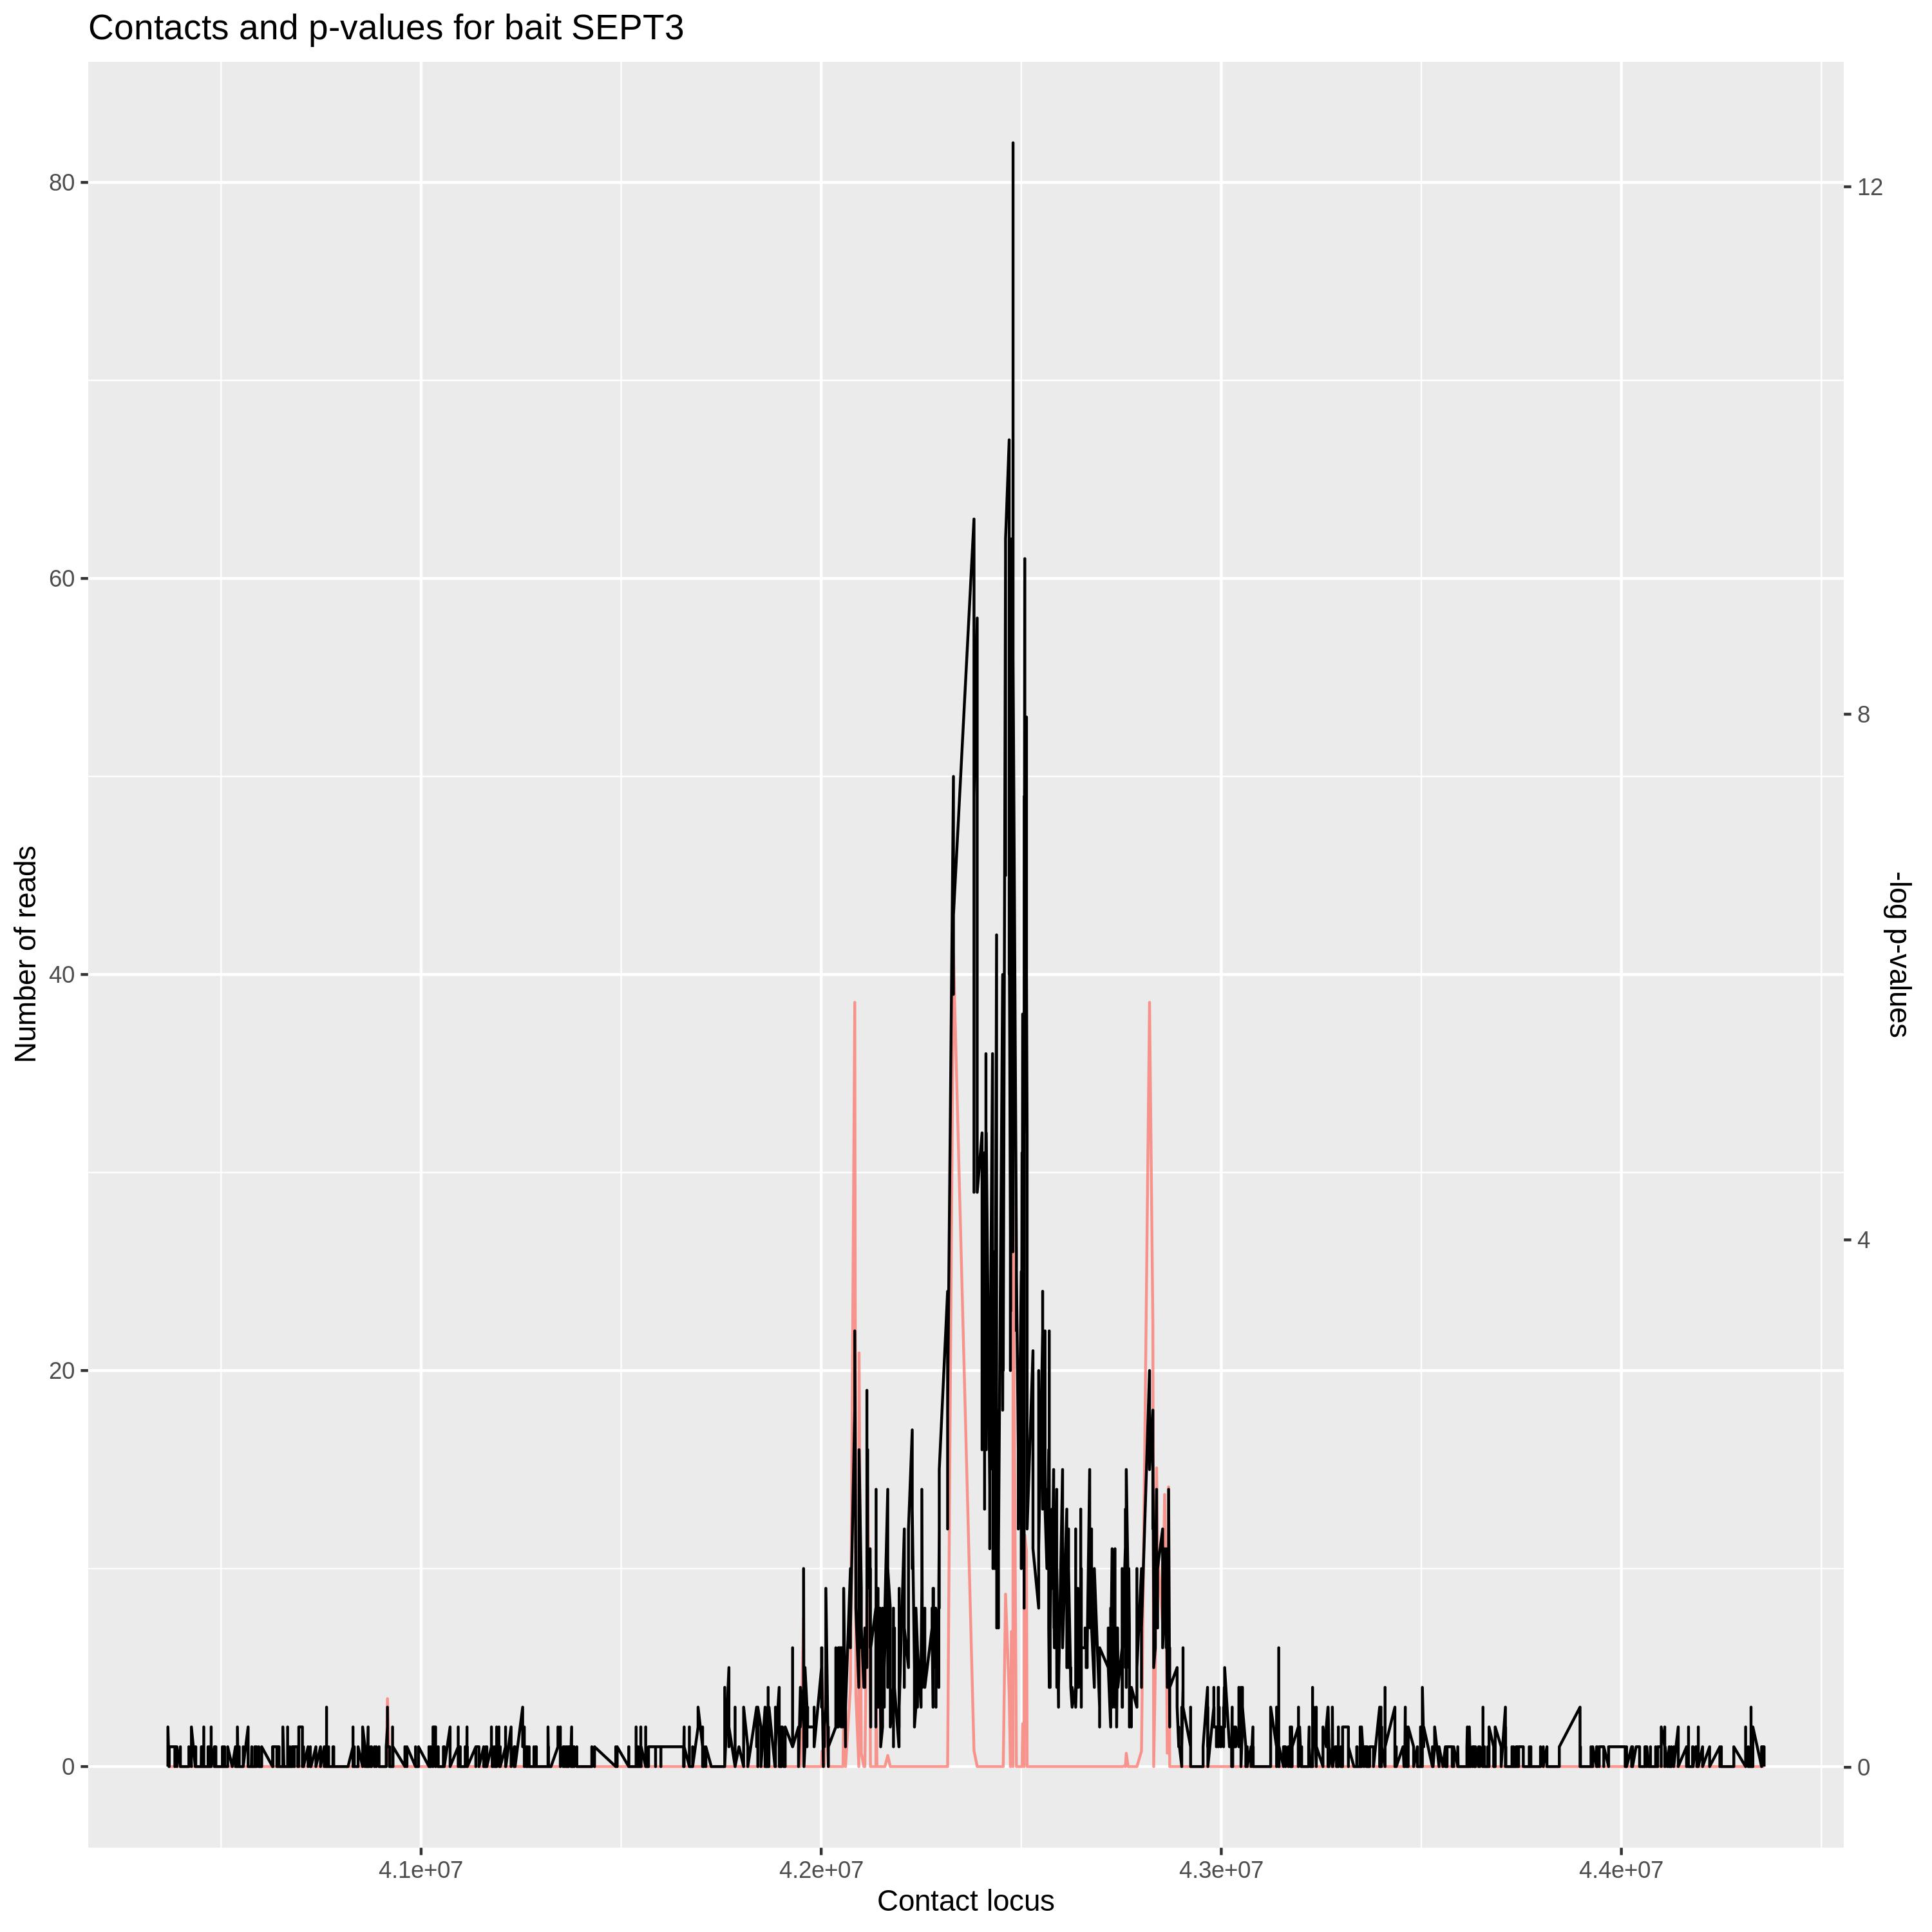 Contacts and p-values for bait SEPT3
80
60
40
20
0
12
8
4
0
Number of reads
-log p-values
4.1e+07
4.2e+07
4.3e+07
4.4e+07
Contact locus